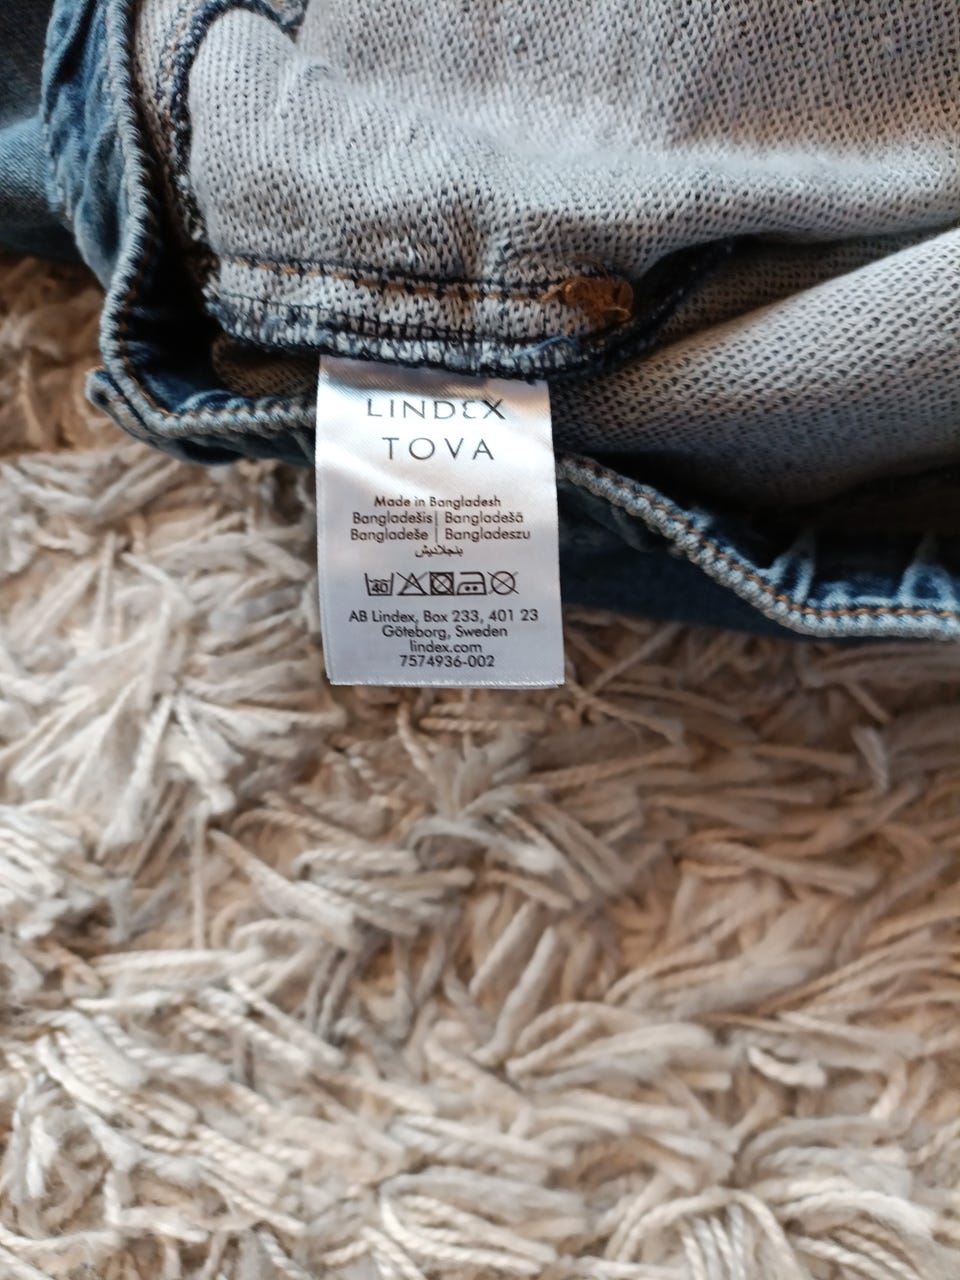 LINDEX
TOVA
Made in Bangladesh
Bangladešis | Bangladešā
Bangladeše | Bangladeszu
بنجلاديش
40
AB Lindex, Box 233, 401 23
Göteborg, Sweden
lindex.com
7574936-002